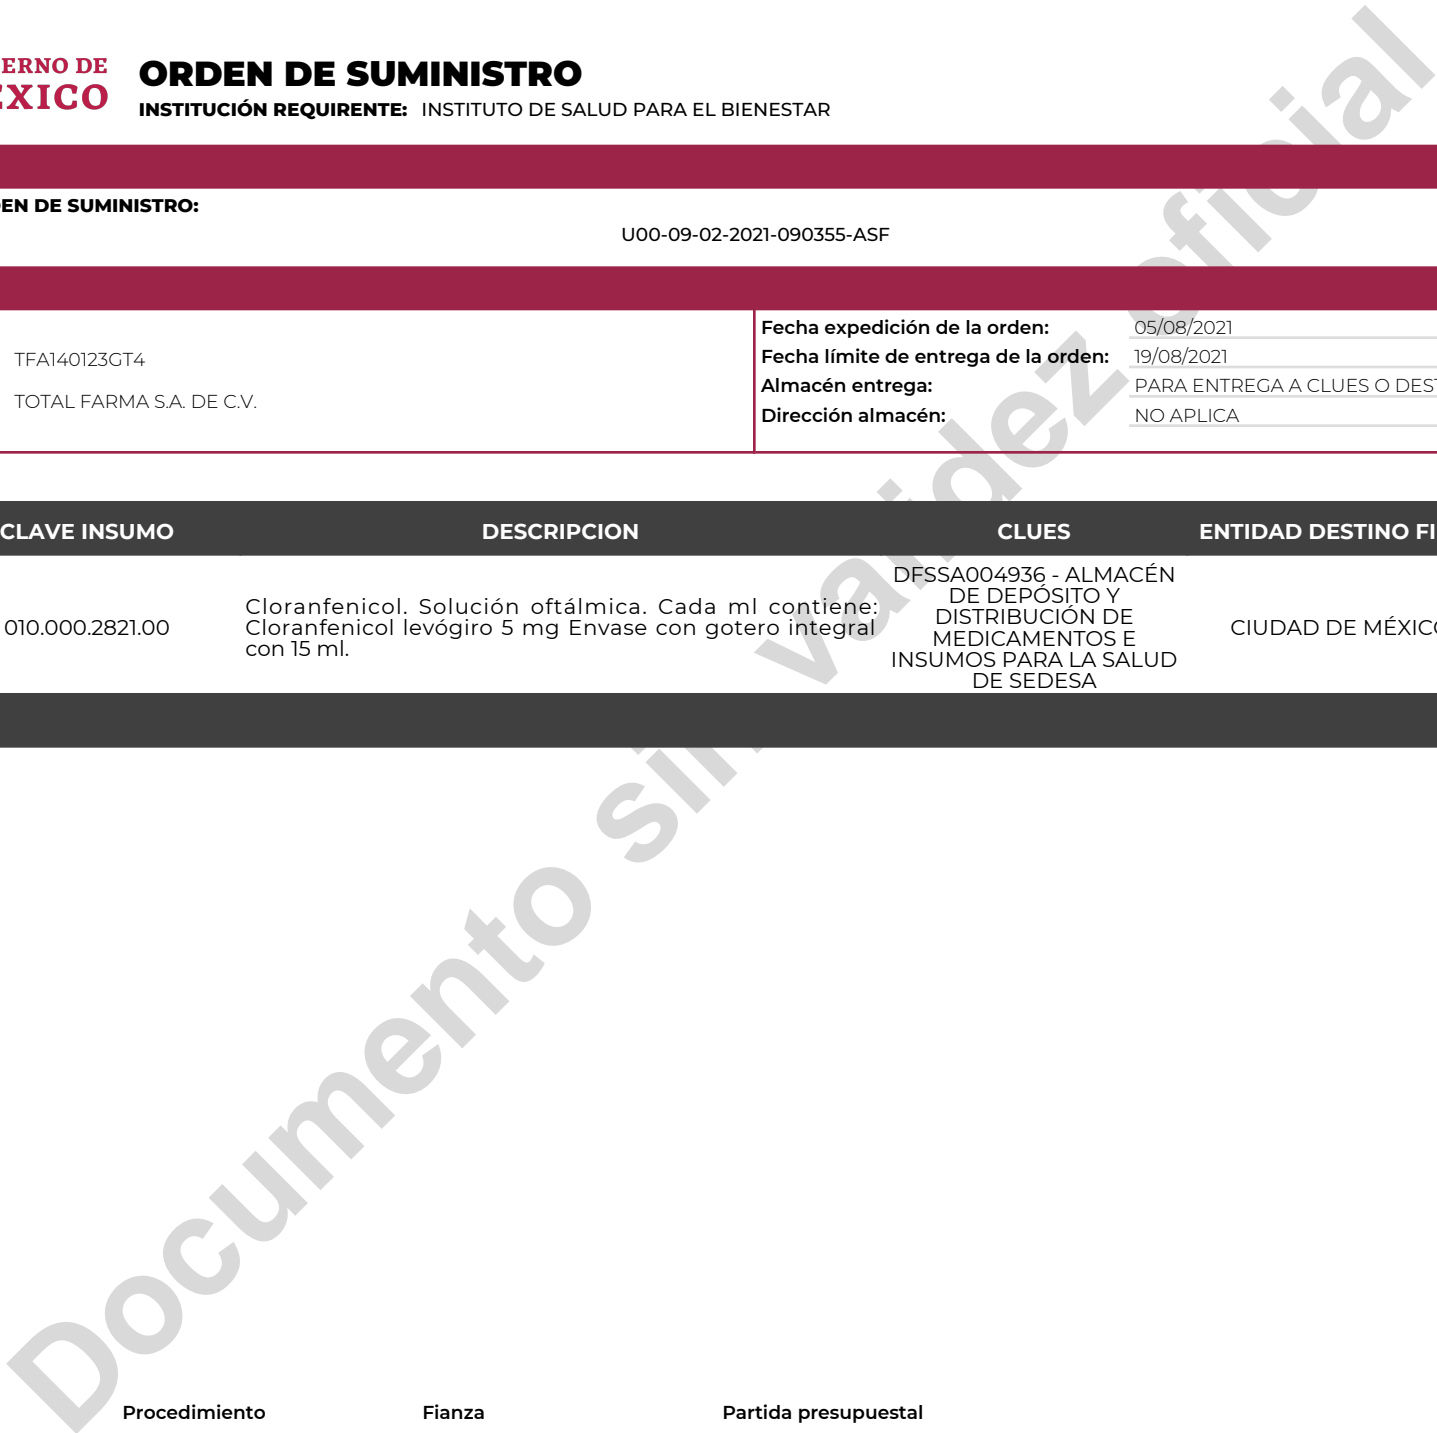 ERNO DE
ÉXICO
ORDEN DE SUMINISTRO
INSTITUCIÓN REQUIRENTE: INSTITUTO DE SALUD PARA EL BIENESTAR
EN DE SUMINISTRO:
U00-09-02-2021-090355-ASF
TFA140123GT4
TOTAL FARMA S.A. DE C.V.
Fecha expedición de la orden: 05/08/2021
Fecha límite de entrega de la orden: 19/08/2021
Almacén entrega: PARA ENTREGA A CLUES O DEST
Dirección almacén: NO APLICA
CLAVE INSUMO DESCRIPCION CLUES ENTIDAD DESTINO FI
010.000.2821.00
Cloranfenicol. Solución oftálmica. Cada ml contiene:
Cloranfenicol levógiro 5 mg Envase con gotero integral
con 15 ml.
DFSSA004936 - ALMACÉN
DE DEPÓSITO Y
DISTRIBUCIÓN DE
MEDICAMENTOS E
INSUMOS PARA LA SALUD
DE SEDESA
CIUDAD DE MÉXICO
Documento sin validez oficial
Procedimiento Fianza Partida presupuestal